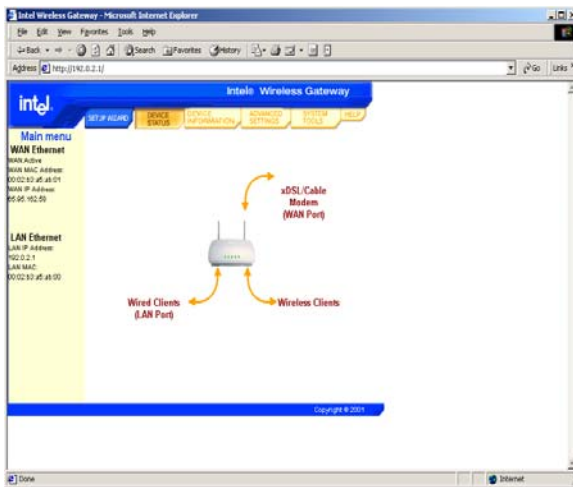 Intel Wireless Gateway - Microsoft Internet Explorer
File Edit View Favorites Tools Help
Back Search Favorites History
Address http://192.0.2.1/ Go Links
intel.
Intel® Wireless Gateway
SETUP WIZARD DEVICE STATUS DEVICE INFORMATION ADVANCED SETTINGS SYSTEM TOOLS HELP
Main menu
WAN Ethernet
WAN Active
WAN MAC Address:
00:02:b3:a5:ab:01
WAN IP Address:
65.95.162.59
LAN Ethernet
LAN IP Address:
192.0.2.1
LAN MAC:
00:02:b3:a5:ab:00
xDSL/Cable
Modem
(WAN Port)
Wired Clients
(LAN Port)
Wireless Clients
Copyright © 2001
Done
Internet